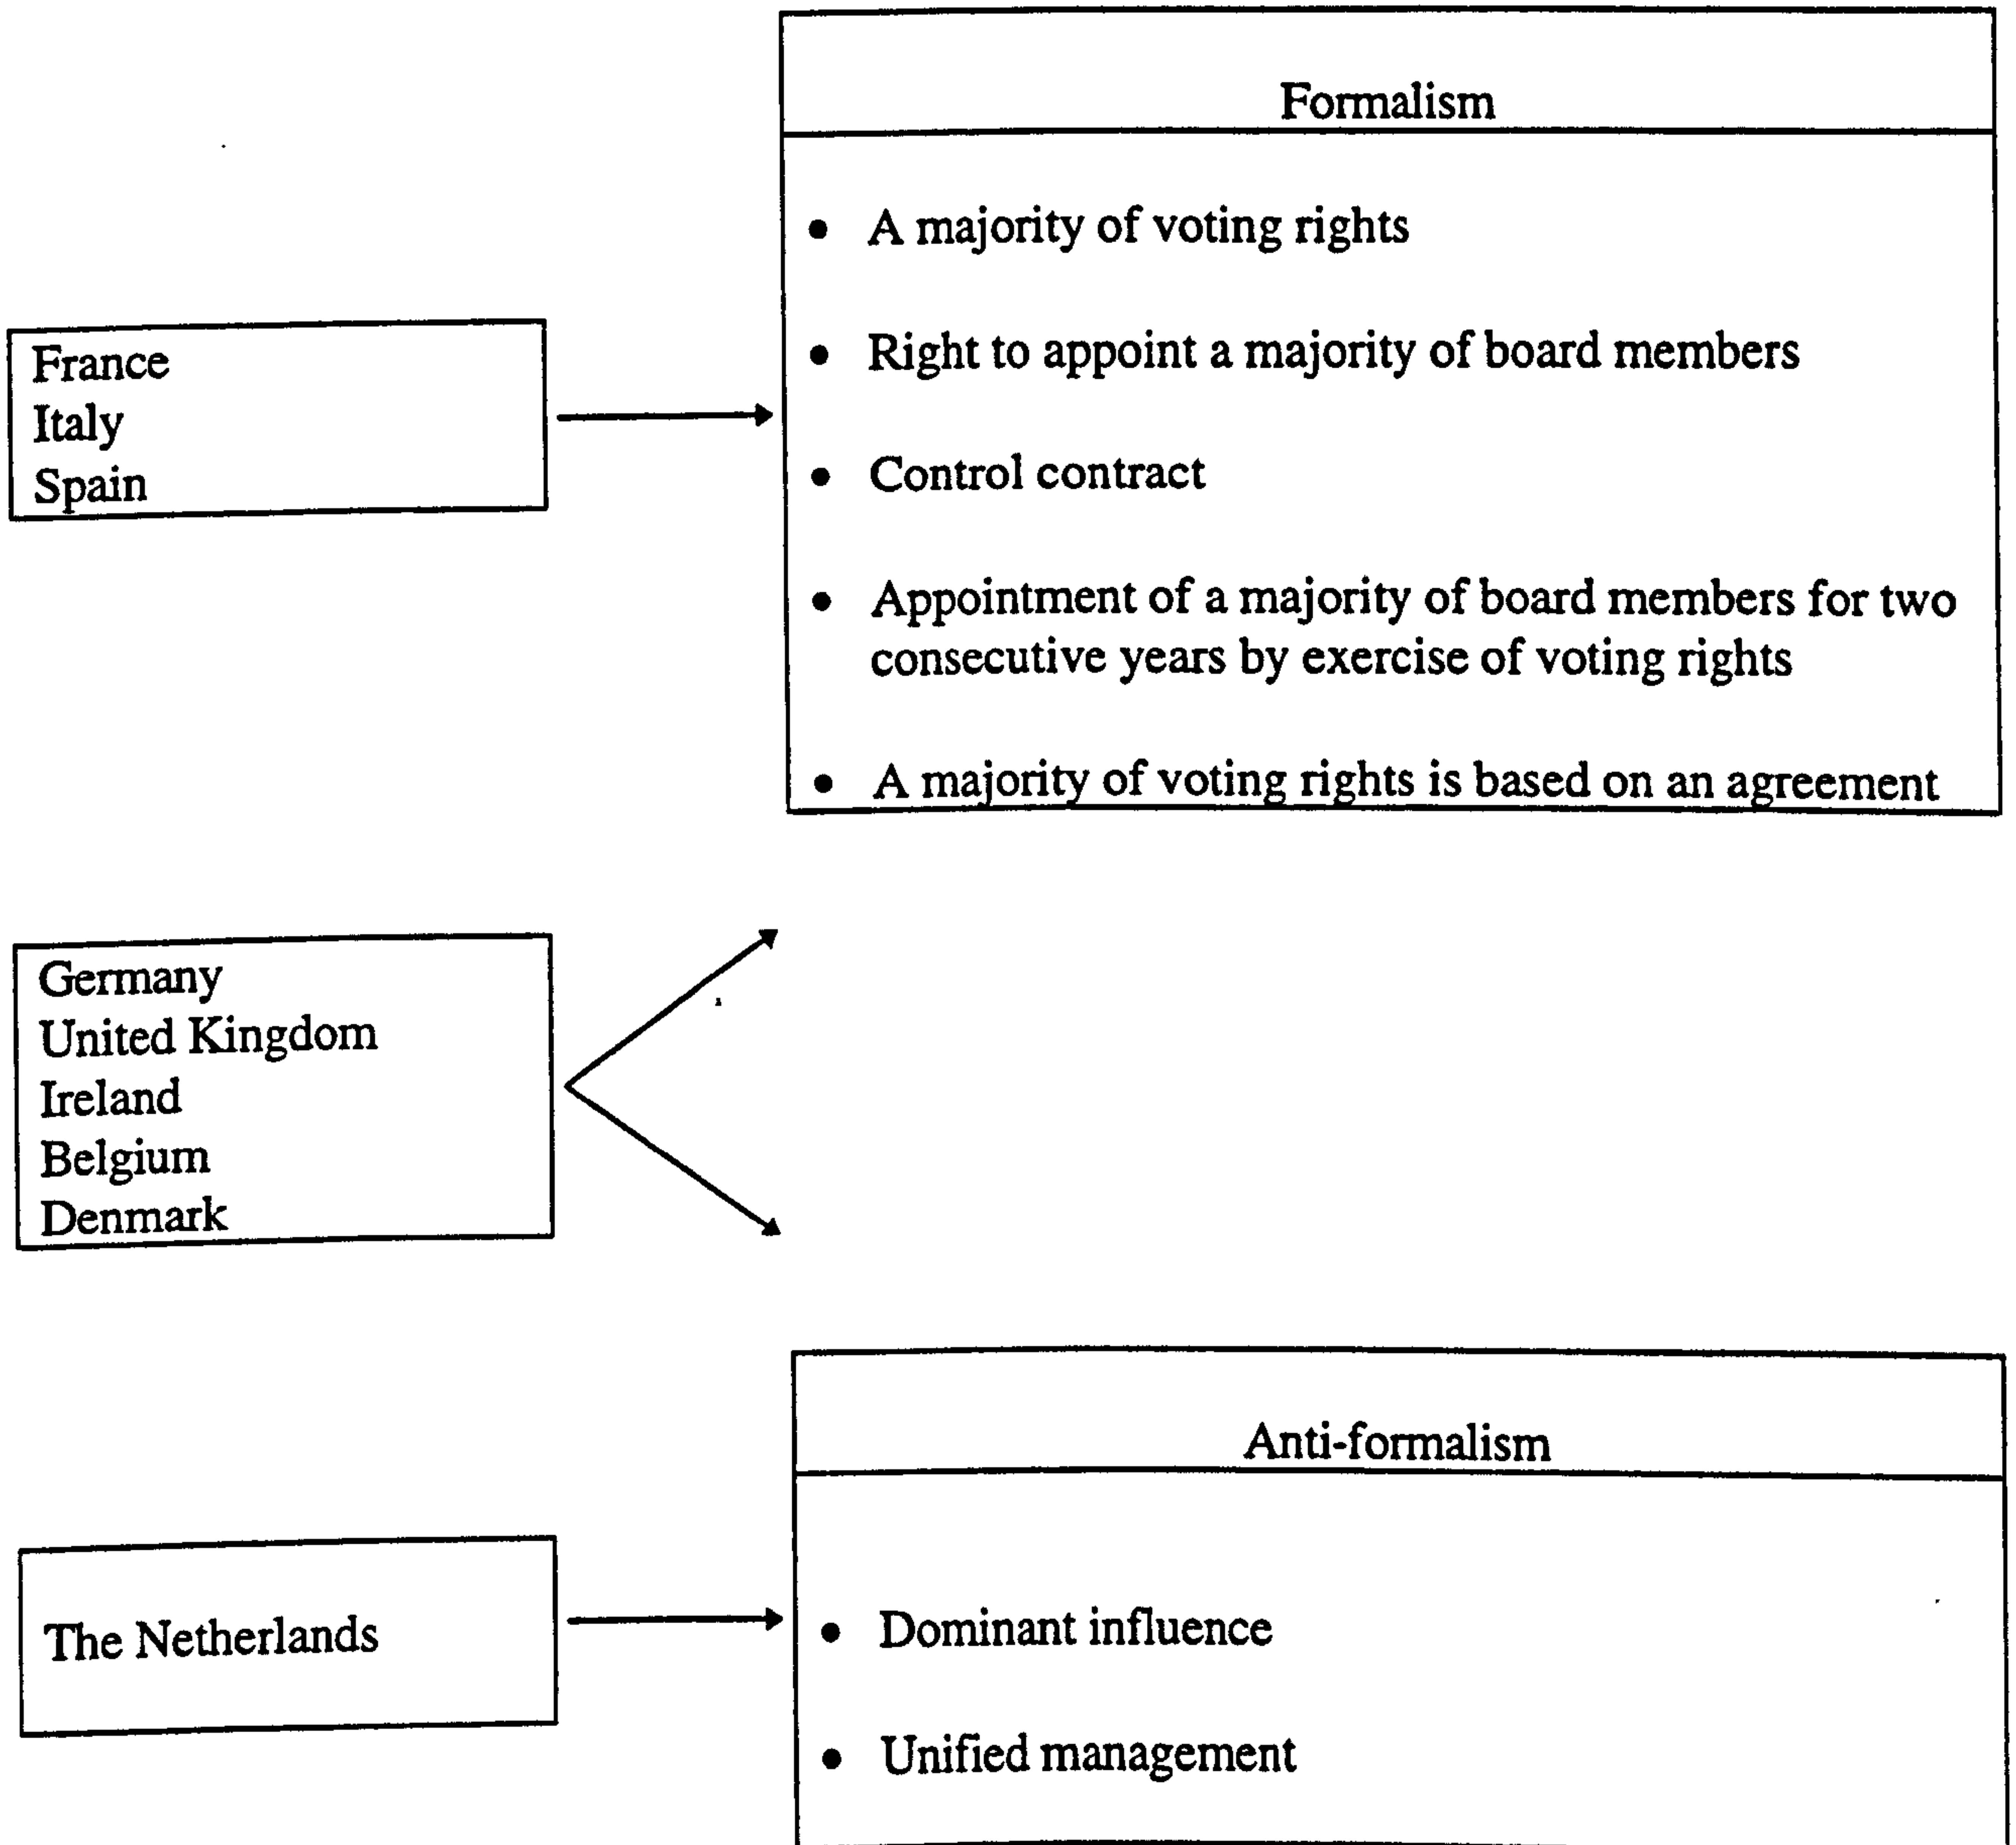 Formalism
• A majority of voting rights
• Right to appoint a majority of board members
• Control contract
• Appointment of a majority of board members for two
consecutive years by exercise of voting rights
• A majority of voting rights is based on an agreement
France
Italy
Spain
Germany
United Kingdom
Ireland
Belgium
Denmark
Anti-formalism
• Dominant influence
• Unified management
The Netherlands